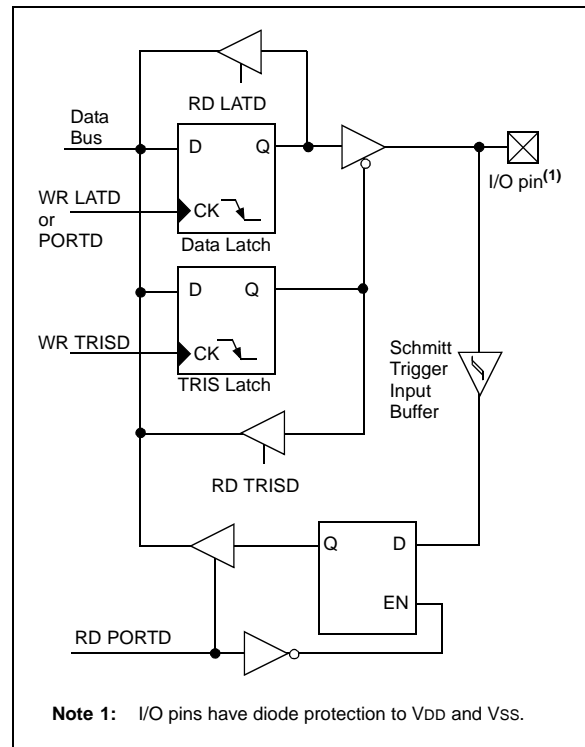 RD LATD
Data
Bus
D Q
WR LATD
or
PORTD
CK
Data Latch
I/O pin(1)
D Q
WR TRISD
CK
TRIS Latch
Schmitt
Trigger
Input
Buffer
RD TRISD
Q D
EN
RD PORTD
Note 1: I/O pins have diode protection to VDD and VSS.